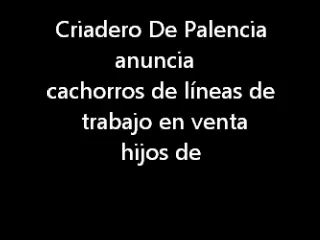 Criadero De Palencia
anuncia
cachorros de líneas de
trabajo en venta
hijos de